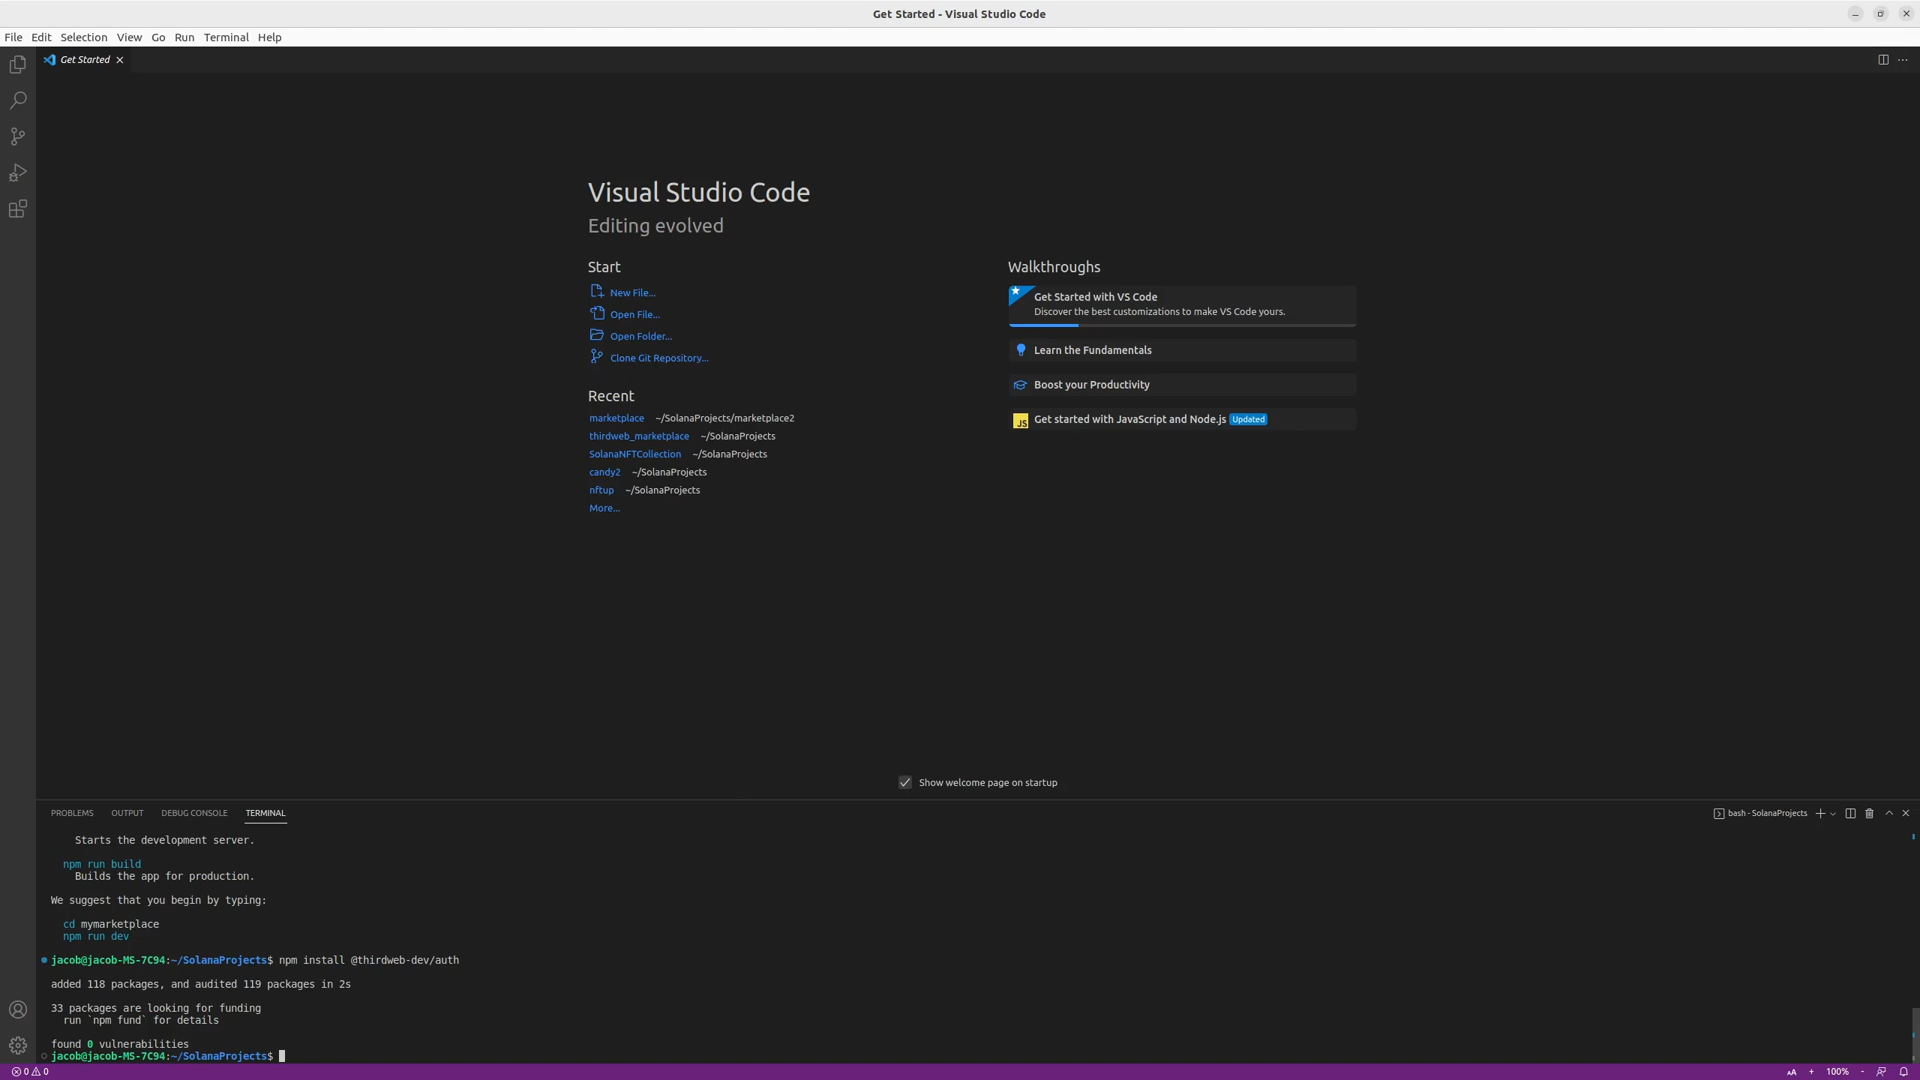 Get Started - Visual Studio Code
File Edit Selection View Go Run Terminal Help
Get Started
Visual Studio Code
Editing evolved
Start
New File...
Open File...
Open Folder...
Clone Git Repository...
Recent
marketplace ~/SolanaProjects/marketplace2
thirdweb_marketplace ~/SolanaProjects
SolanaNFTCollection ~/SolanaProjects
candy2 ~/SolanaProjects
nftup ~/SolanaProjects
More...
Walkthroughs
Get Started with VS Code
Discover the best customizations to make VS Code yours.
Learn the Fundamentals
Boost your Productivity
JS Get started with JavaScript and Node.js Updated
Show welcome page on startup
PROBLEMS OUTPUT DEBUG CONSOLE TERMINAL
bash - SolanaProjects
Starts the development server.
npm run build
Builds the app for production.
We suggest that you begin by typing:
cd mymarketplace
npm run dev
jacob@jacob-MS-7C94:~/SolanaProjects$ npm install @thirdweb-dev/auth
added 118 packages, and audited 119 packages in 2s
33 packages are looking for funding
run `npm fund` for details
found 0 vulnerabilities
jacob@jacob-MS-7C94:~/SolanaProjects$
0 0
AA + 100% -